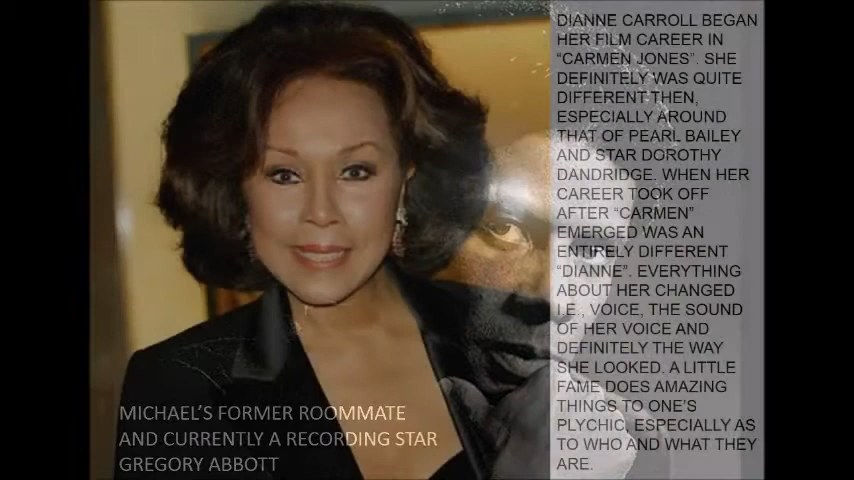 DIANNE CARROLL BEGAN
HER FILM CAREER IN
“CARMEN JONES”. SHE
DEFINITELY WAS QUITE
DIFFERENT THEN,
ESPECIALLY AROUND
THAT OF PEARL BAILEY
AND STAR DOROTHY
DANDRIDGE. WHEN HER
CAREER TOOK OFF
AFTER “CARMEN”
EMERGED WAS AN
ENTIRELY DIFFERENT
“DIANNE”. EVERYTHING
ABOUT HER CHANGED
I.E., VOICE, THE SOUND
OF HER VOICE AND
DEFINITELY THE WAY
SHE LOOKED. A LITTLE
FAME DOES AMAZING
THINGS TO ONE’S
PLYCHIC, ESPECIALLY AS
TO WHO AND WHAT THEY
ARE.
MICHAEL’S FORMER ROOMMATE
AND CURRENTLY A RECORDING STAR
GREGORY ABBOTT